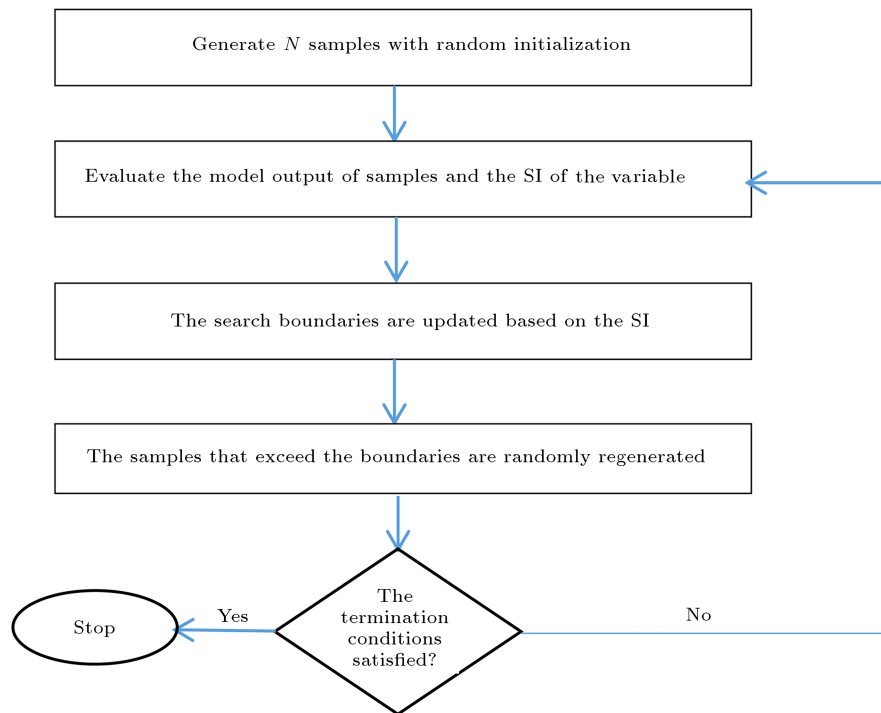 Generate N samples with random initialization
Evaluate the model output of samples and the SI of the variable
The search boundaries are updated based on the SI
The samples that exceed the boundaries are randomly regenerated
The
termination
conditions
satisfied?
Yes
Stop
No